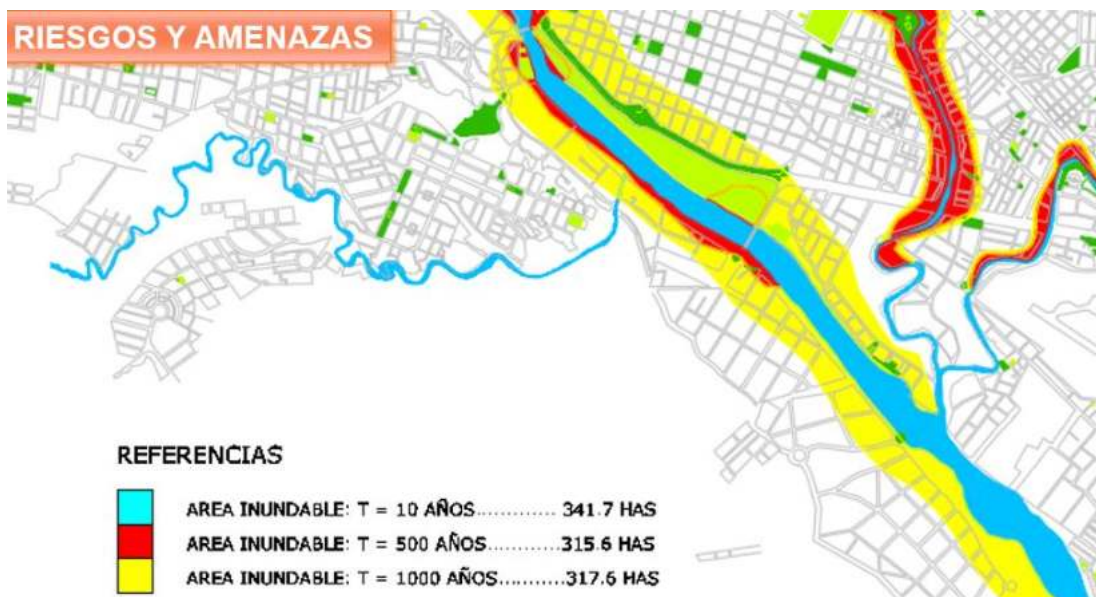 RIESGOS Y AMENAZAS
REFERENCIAS
AREA INUNDABLE: T = 10 AÑOS............ 341.7 HAS
AREA INUNDABLE: T = 500 AÑOS............315.6 HAS
AREA INUNDABLE: T = 1000 AÑOS...........317.6 HAS